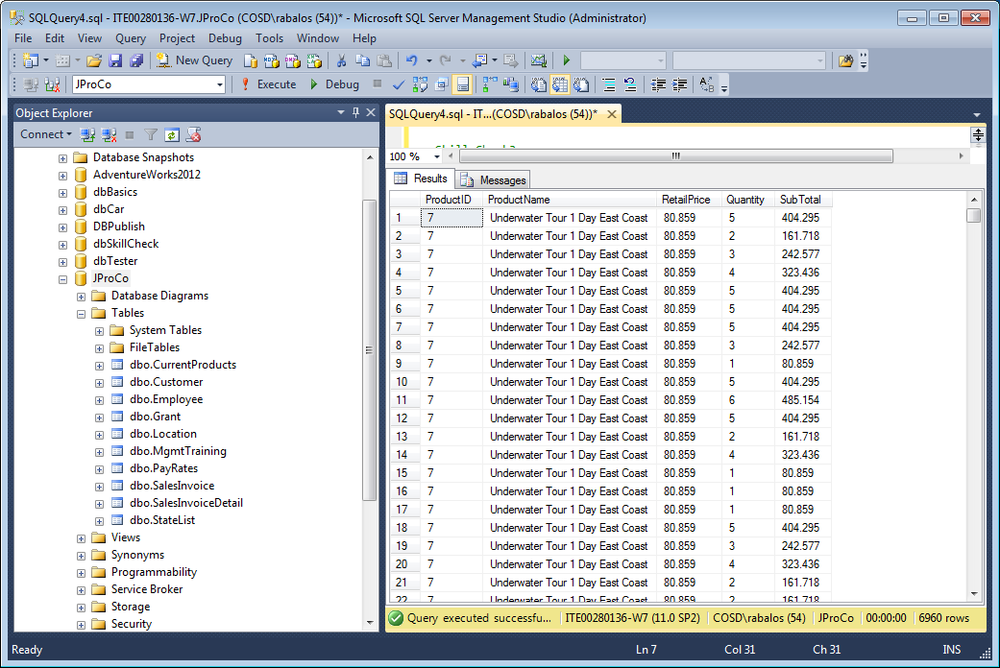 SQLQuery4.sql - ITE00280136-W7.JProCo (COSD\rabalos (54))* - Microsoft SQL Server Management Studio (Administrator)
File Edit View Query Project Debug Tools Window Help
New Query
JProCo Execute Debug
Object Explorer
Connect
Database Snapshots
AdventureWorks2012
dbBasics
dbCar
DBPublish
dbSkillCheck
dbTester
JProCo
Database Diagrams
Tables
System Tables
FileTables
dbo.CurrentProducts
dbo.Customer
dbo.Employee
dbo.Grant
dbo.Location
dbo.MgmtTraining
dbo.PayRates
dbo.SalesInvoice
dbo.SalesInvoiceDetail
dbo.StateList
Views
Synonyms
Programmability
Service Broker
Storage
Security
SQLQuery4.sql - IT...(COSD\rabalos (54))*
100 %
Results Messages
ProductID ProductName RetailPrice Quantity SubTotal
1 7 Underwater Tour 1 Day East Coast 80.859 5 404.295
2 7 Underwater Tour 1 Day East Coast 80.859 2 161.718
3 7 Underwater Tour 1 Day East Coast 80.859 3 242.577
4 7 Underwater Tour 1 Day East Coast 80.859 4 323.436
5 7 Underwater Tour 1 Day East Coast 80.859 5 404.295
6 7 Underwater Tour 1 Day East Coast 80.859 5 404.295
7 7 Underwater Tour 1 Day East Coast 80.859 5 404.295
8 7 Underwater Tour 1 Day East Coast 80.859 3 242.577
9 7 Underwater Tour 1 Day East Coast 80.859 1 80.859
10 7 Underwater Tour 1 Day East Coast 80.859 5 404.295
11 7 Underwater Tour 1 Day East Coast 80.859 6 485.154
12 7 Underwater Tour 1 Day East Coast 80.859 5 404.295
13 7 Underwater Tour 1 Day East Coast 80.859 2 161.718
14 7 Underwater Tour 1 Day East Coast 80.859 4 323.436
15 7 Underwater Tour 1 Day East Coast 80.859 1 80.859
16 7 Underwater Tour 1 Day East Coast 80.859 1 80.859
17 7 Underwater Tour 1 Day East Coast 80.859 1 80.859
18 7 Underwater Tour 1 Day East Coast 80.859 5 404.295
19 7 Underwater Tour 1 Day East Coast 80.859 3 242.577
20 7 Underwater Tour 1 Day East Coast 80.859 4 323.436
21 7 Underwater Tour 1 Day East Coast 80.859 2 161.718
22 7 Underwater Tour 1 Day East Coast 80.859 2 161.718
Query executed successfu... ITE00280136-W7 (11.0 SP2) COSD\rabalos (54) JProCo 00:00:00 6960 rows
Ready Ln 7 Col 31 Ch 31 INS